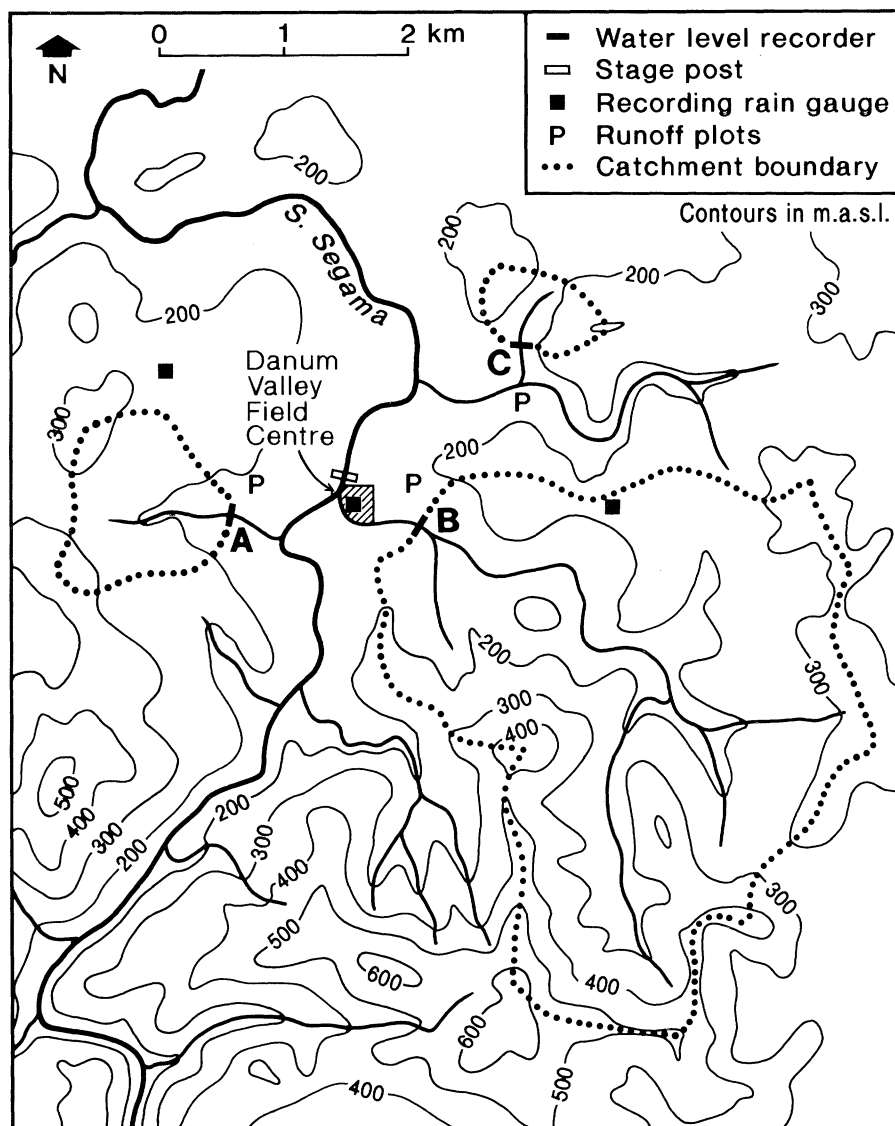 0 1 2 km
N
Water level recorder
Stage post
Recording rain gauge
P Runoff plots
Catchment boundary
Contours in m.a.s.l.
200
S. Segama
200
200
300
200
C
Danum
Valley
Field
Centre
P
300
200
P
P
A
B
200
300
300
400
500
400
300
200
200
300
400
500
600
300
400
600
500
400